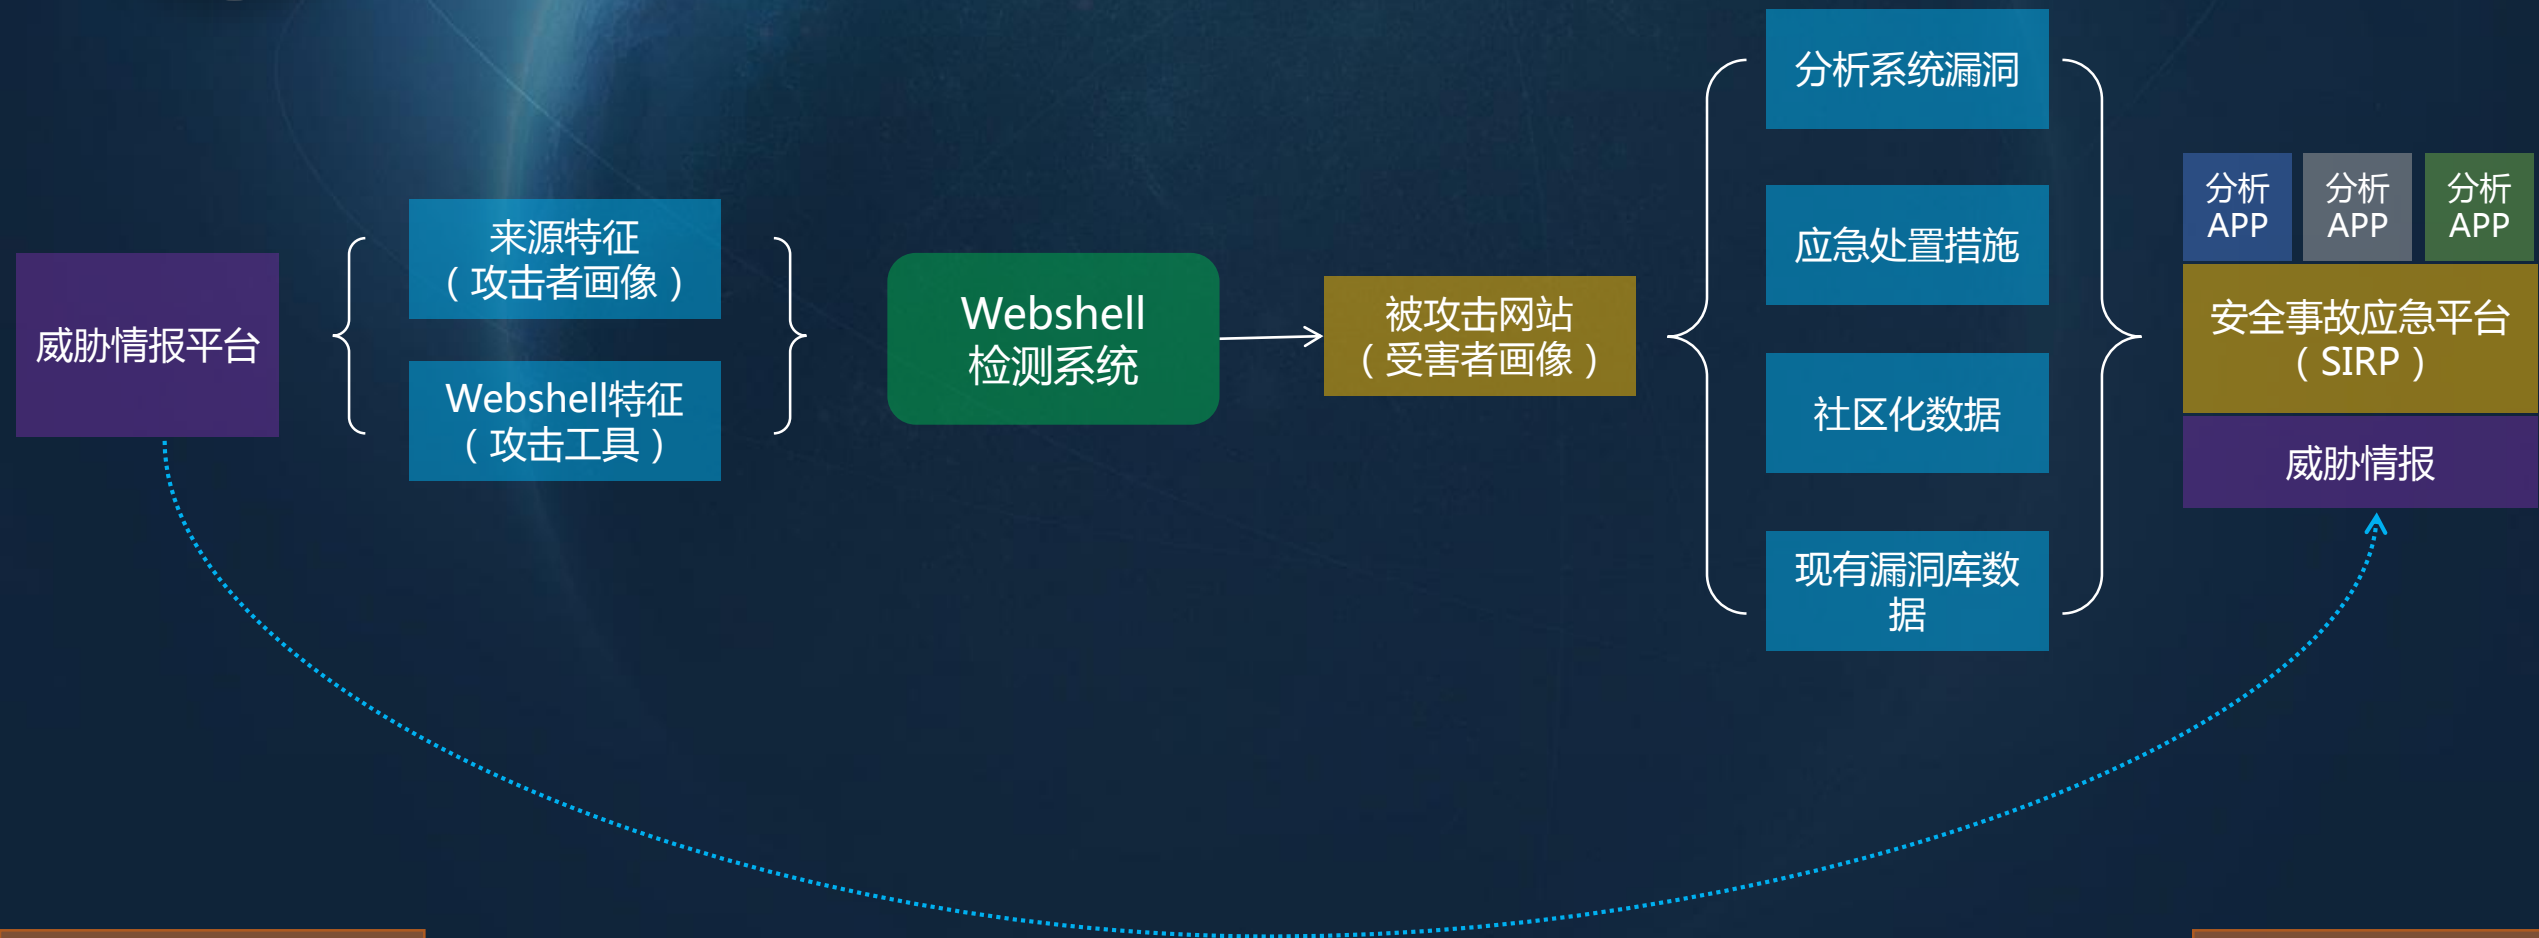 威胁情报平台
来源特征
（攻击者画像）
Webshell特征
（攻击工具）
Webshell
检测系统
被攻击网站
（受害者画像）
分析系统漏洞
应急处置措施
社区化数据
现有漏洞库数
据
分析
APP
分析
APP
分析
APP
安全事故应急平台
（SIRP）
威胁情报